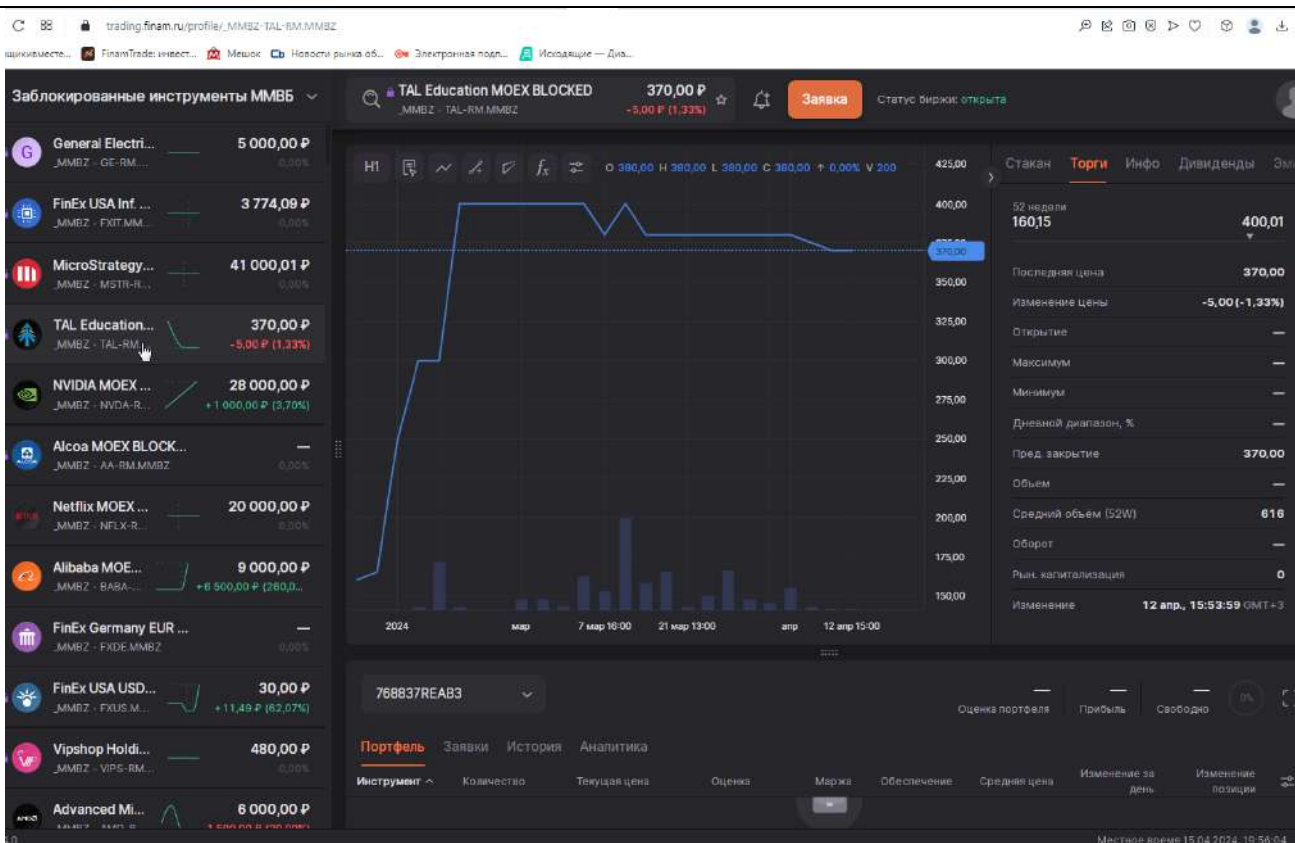 trading.finam.ru/profile/_MMBZ-TAL-RM.MMBZ
щикивместе... FinamTrade: инвест... Мешок Cb Новости рынка об... Электронная подп... Исходящие — Диа...
Заблокированные инструменты ММВБ
TAL Education MOEX BLOCKED 370,00 ₽
_MMBZ - TAL-RM.MMBZ -5,00 ₽ (1,33%)
Заявка Статус биржи: открыта
G General Electri... 5 000,00 ₽
_MMBZ - GE-RM.... 0,00%
FinEx USA Inf. ... 3 774,09 ₽
_MMBZ - FXIT.MM... 0,00%
MicroStrategy... 41 000,01 ₽
_MMBZ - MSTR-R... 0,00%
TAL Education... 370,00 ₽
_MMBZ - TAL-RM... -5,00 ₽ (1,33%)
NVIDIA MOEX ... 28 000,00 ₽
_MMBZ - NVDA-R... +1 000,00 ₽ (3,70%)
Alcoa MOEX BLOCK... —
_MMBZ - AA-RM.MMBZ 0,00%
Netflix MOEX ... 20 000,00 ₽
_MMBZ - NFLX-R... 0,00%
Alibaba MOE... 9 000,00 ₽
_MMBZ - BABA-... +6 500,00 ₽ (260,0...
FinEx Germany EUR ... —
_MMBZ - FXDE.MMBZ 0,00%
FinEx USA USD... 30,00 ₽
_MMBZ - FXUS.M... +11,49 ₽ (62,07%)
Vipshop Holdi... 480,00 ₽
_MMBZ - VIPS-RM... 0,00%
Advanced Mi... 6 000,00 ₽
H1 fx O 380,00 H 380,00 L 380,00 C 380,00 ↑ 0,00% V 200
425,00
400,00
370,00
350,00
325,00
300,00
275,00
250,00
225,00
200,00
175,00
150,00
2024 мар 7 мар 16:00 21 мар 13:00 апр 12 апр 15:00
Стакан Торги Инфо Дивиденды Эми
52 недели
160,15 400,01
Последняя цена 370,00
Изменение цены -5,00 (-1,33%)
Открытие —
Максимум —
Минимум —
Дневной диапазон, % —
Пред. закрытие 370,00
Объем —
Средний объем (52W) 616
Оборот —
Рын. капитализация 0
Изменение 12 апр., 15:53:59 GMT+3
768837REAB3
— — — 0%
Оценка портфеля Прибыль Свободно
Портфель Заявки История Аналитика
Инструмент Количество Текущая цена Оценка Маржа Обеспечение Средняя цена Изменение за день Изменение позиции
Местное время 15.04.2024, 19:56:04